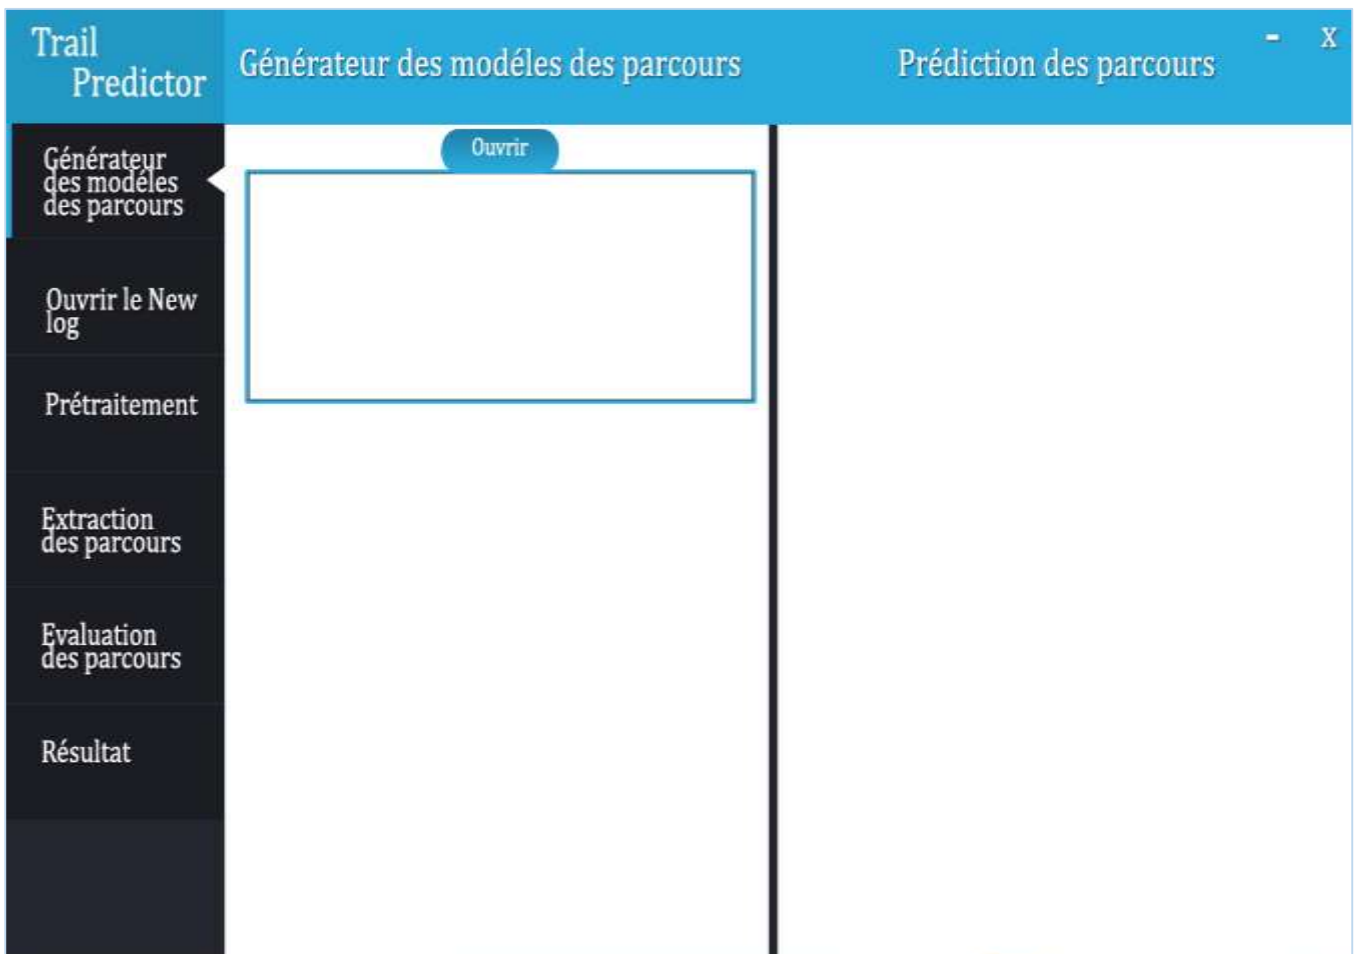 Trail
Predictor
Générateur des modéles des parcours
Prédiction des parcours
-
X
Générateur
des modéles
des parcours
Ouvrir le New
log
Prétraitement
Extraction
des parcours
Evaluation
des parcours
Résultat
Ouvrir